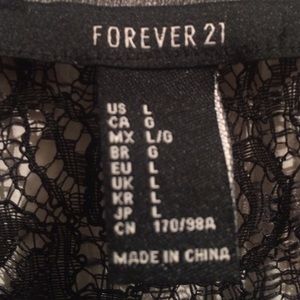 FOREVER 21
US L
CA G
MX L/G
BR G
EU L
UK L
KR L
JP L
CN 170/98A
MADE IN CHINA